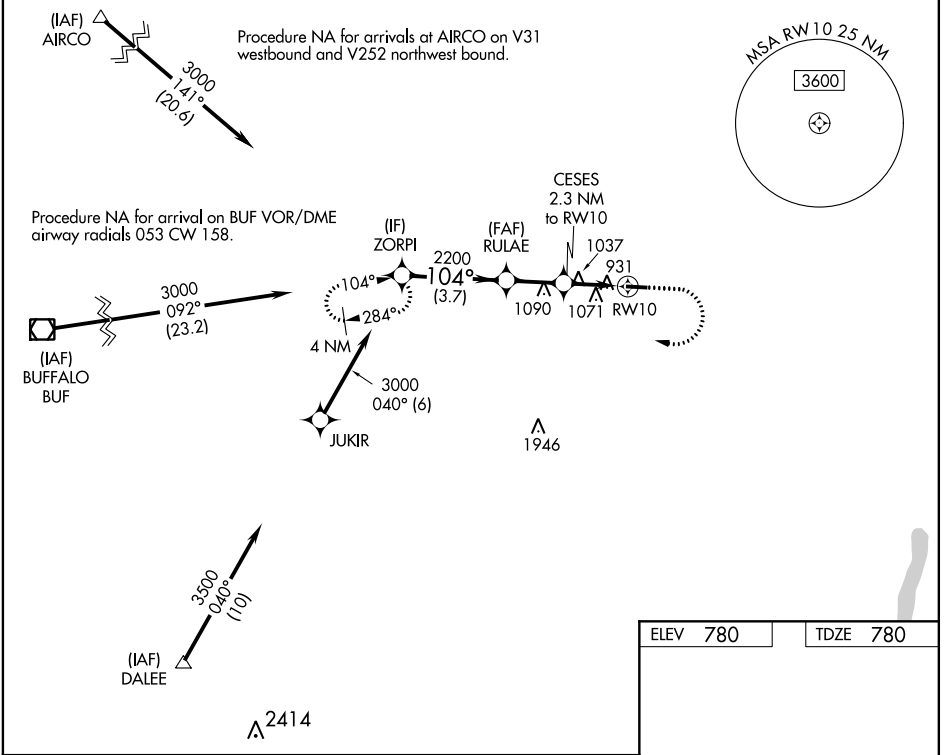 (IAF)
AIRCO
3000
141°
(20.6)
Procedure NA for arrivals at AIRCO on V31
westbound and V252 northwest bound.
MSA RW10 25 NM
3600
Procedure NA for arrival on BUF VOR/DME
airway radials 053 CW 158.
(IF)
ZORPI
2200
104°
(3.7)
(FAF)
RULAE
CESES
2.3 NM
to RW10
1037
931
1090
1071
RW10
104°
284°
4 NM
3000
092°
(23.2)
(IAF)
BUFFALO
BUF
3000
040° (6)
JUKIR
1946
3500
040°
(10)
(IAF)
DALEE
2414
ELEV 780
TDZE 780